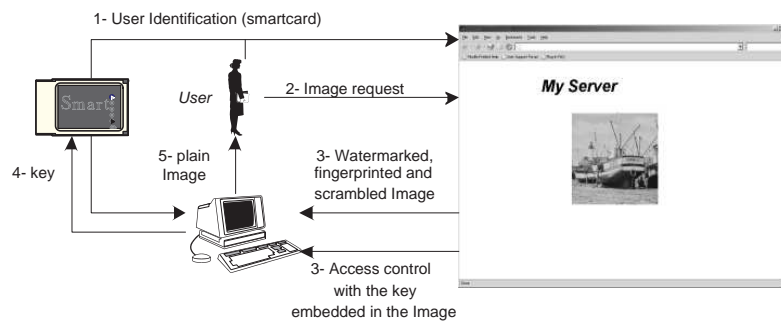 1- User Identification (smartcard)
User
2- Image request
Smart
4- key
5- plain
Image
3- Watermarked,
fingerprinted and
scrambled Image
3- Access control
with the key
embedded in the Image
My Server